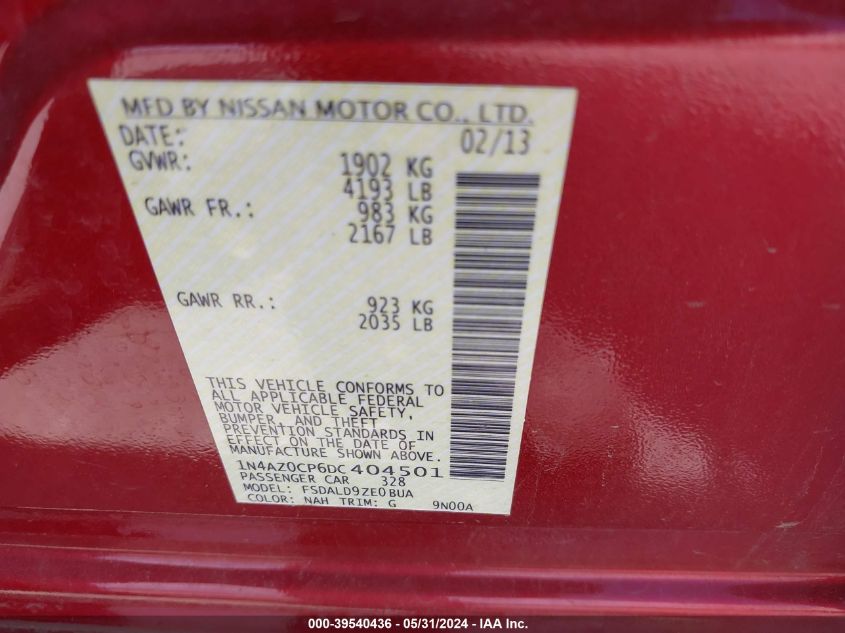 MFD BY NISSAN MOTOR CO., LTD.
DATE: 02/13
GVWR: 1902 KG
4193 LB
GAWR FR.: 983 KG
2167 LB
GAWR RR.: 923 KG
2035 LB
THIS VEHICLE CONFORMS TO
ALL APPLICABLE FEDERAL
MOTOR VEHICLE SAFETY,
BUMPER, AND THEFT
PREVENTION STANDARDS IN
EFFECT ON THE DATE OF
MANUFACTURE SHOWN ABOVE.
1N4AZ0CP6DC404501
PASSENGER CAR 328
MODEL: FSDALD9ZE0BUA
COLOR: NAH TRIM: G 9N00A
000-39540436 - 05/31/2024 - IAA Inc.